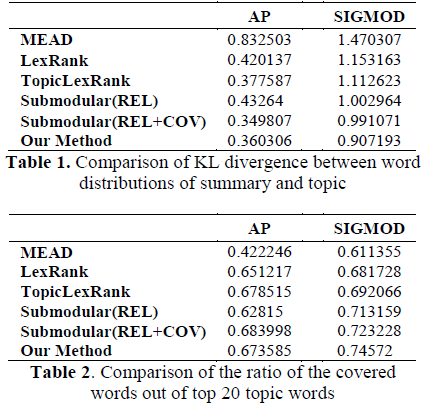 AP SIGMOD
MEAD 0.832503 1.470307
LexRank 0.420137 1.153163
TopicLexRank 0.377587 1.112623
Submodular(REL) 0.43264 1.002964
Submodular(REL+COV) 0.349807 0.991071
Our Method 0.360306 0.907193
Table 1. Comparison of KL divergence between word
distributions of summary and topic
AP SIGMOD
MEAD 0.422246 0.611355
LexRank 0.651217 0.681728
TopicLexRank 0.678515 0.692066
Submodular(REL) 0.62815 0.713159
Submodular(REL+COV) 0.683998 0.723228
Our Method 0.673585 0.74572
Table 2. Comparison of the ratio of the covered
words out of top 20 topic words